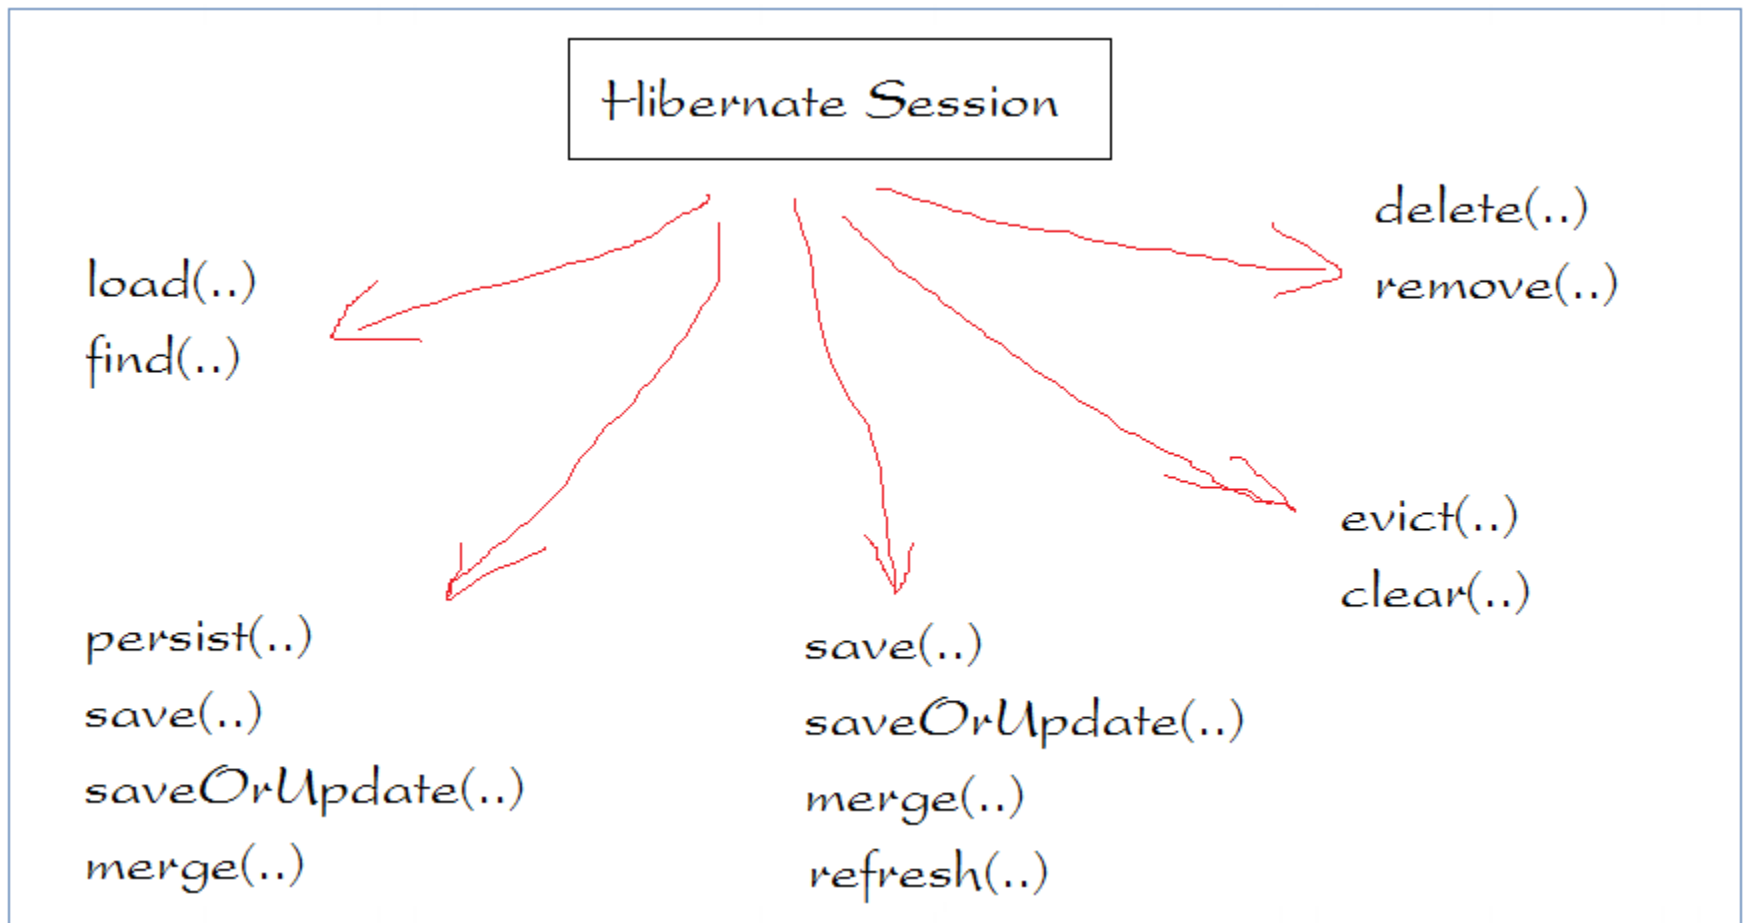 Hibernate Session
load(..)
find(..)
persist(..)
save(..)
saveOrUpdate(..)
merge(..)
save(..)
saveOrUpdate(..)
merge(..)
refresh(..)
evict(..)
clear(..)
delete(..)
remove(..)